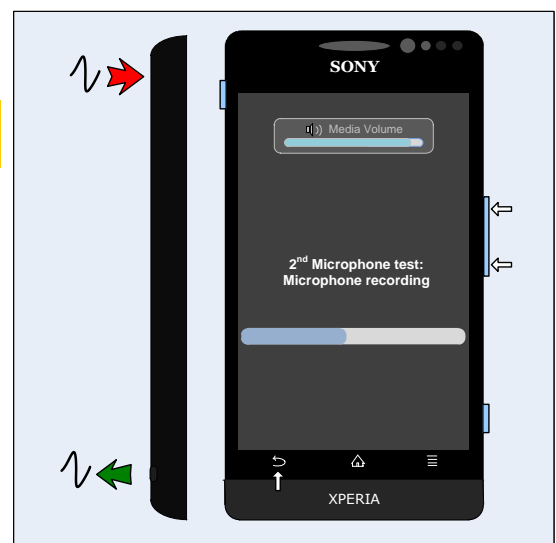 SONY
Media Volume
2nd Microphone test:
Microphone recording
XPERIA